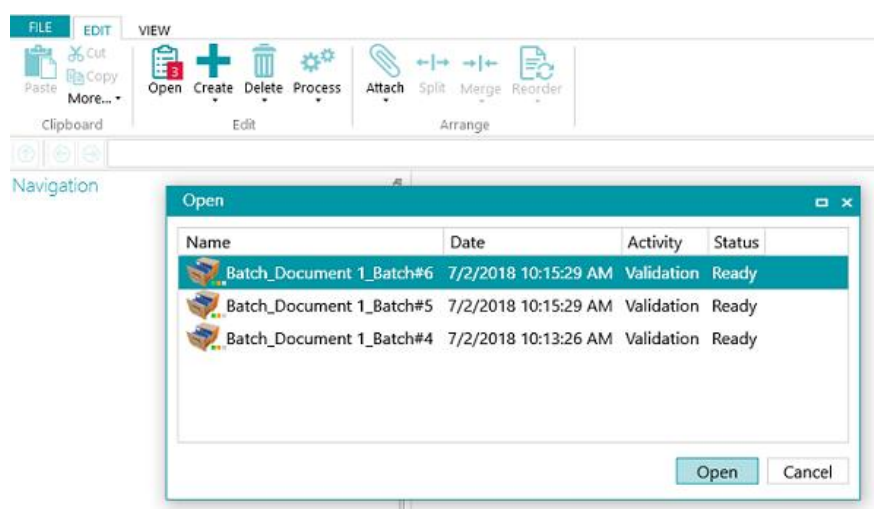 FILE EDIT VIEW
Cut
Copy
Paste
More...
Open
3
Create
Delete
Process
Attach
Split
Merge
Reorder
Clipboard
Edit
Arrange
Navigation
Open
Name Date Activity Status
Batch_Document 1_Batch#6 7/2/2018 10:15:29 AM Validation Ready
Batch_Document 1_Batch#5 7/2/2018 10:15:29 AM Validation Ready
Batch_Document 1_Batch#4 7/2/2018 10:13:26 AM Validation Ready
Open Cancel